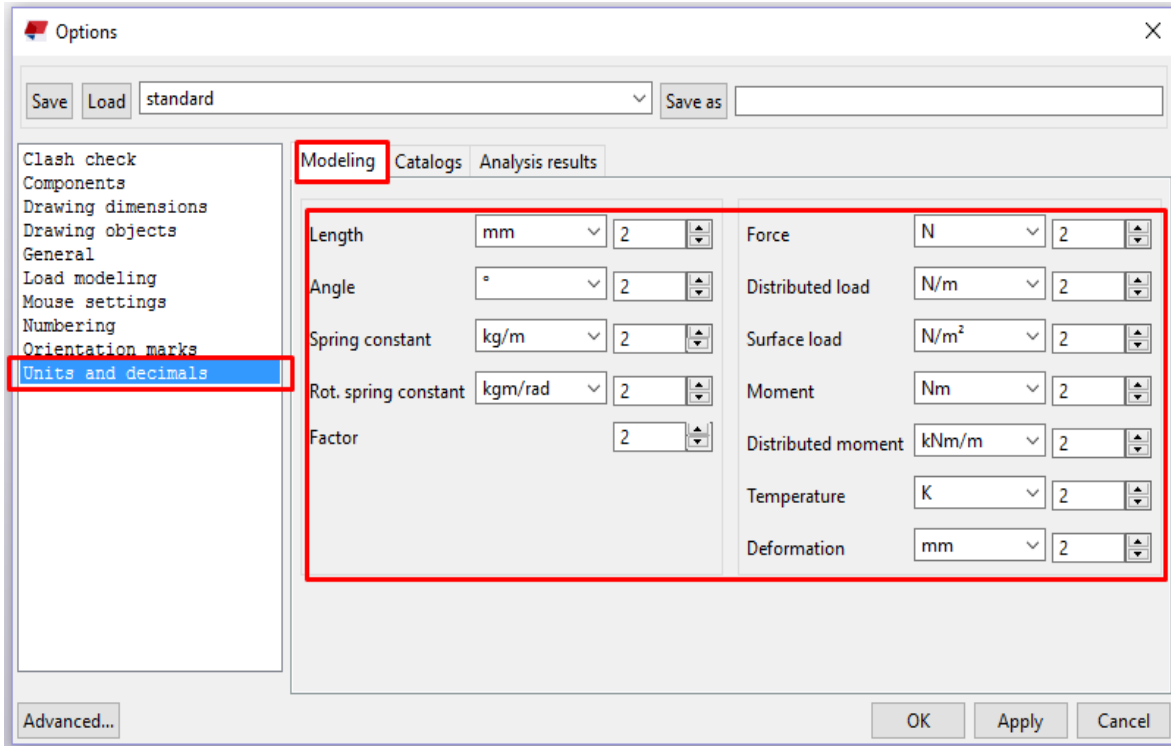 Options
Save Load standard Save as
Clash check
Components
Drawing dimensions
Drawing objects
General
Load modeling
Mouse settings
Numbering
Orientation marks
Units and decimals
Modeling Catalogs Analysis results
Length mm 2
Angle ° 2
Spring constant kg/m 2
Rot. spring constant kgm/rad 2
Factor 2
Force N 2
Distributed load N/m 2
Surface load N/m² 2
Moment Nm 2
Distributed moment kNm/m 2
Temperature K 2
Deformation mm 2
Advanced... OK Apply Cancel